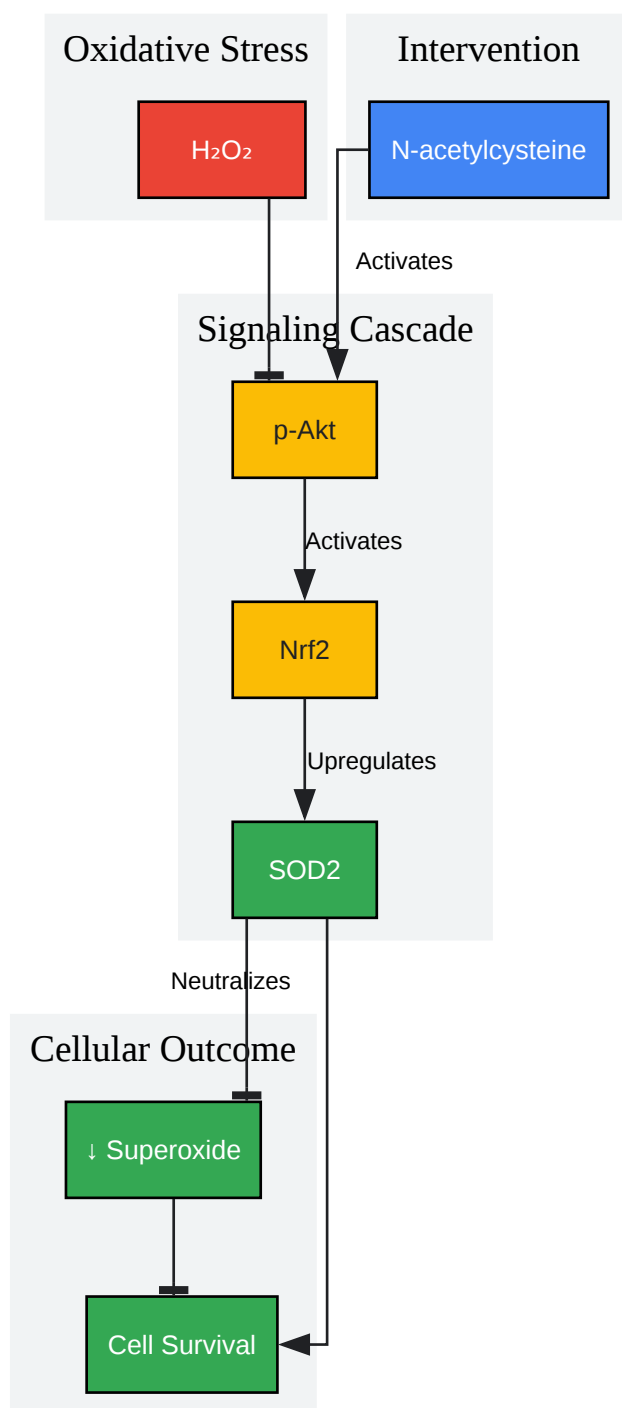 Oxidative Stress
Intervention
H₂O₂
N-acetylcysteine
Activates
Signaling Cascade
p-Akt
Activates
Nrf2
Upregulates
SOD2
Neutralizes
Cellular Outcome
↓ Superoxide
Cell Survival